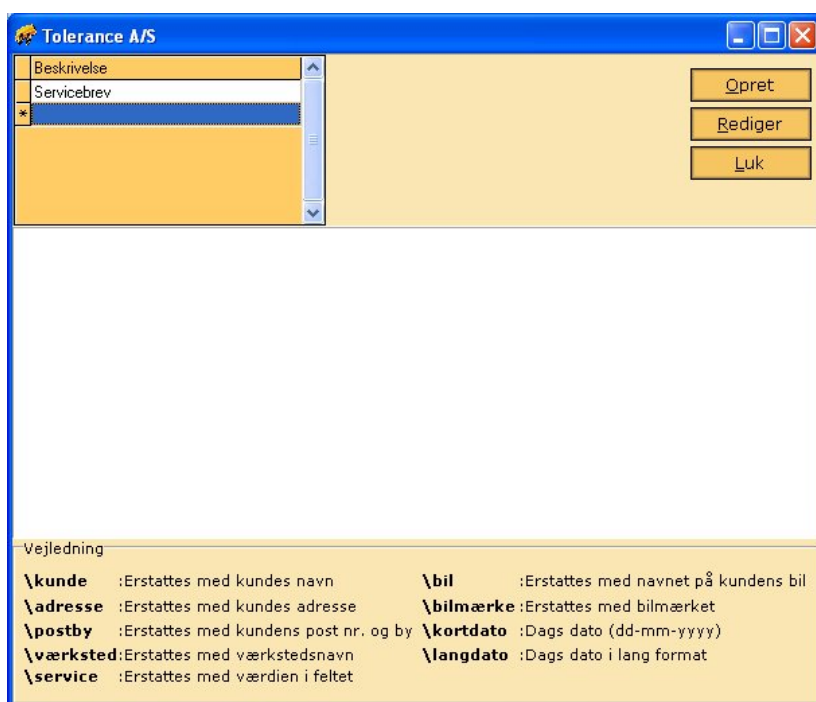 Tolerance A/S
Beskrivelse
Servicebrev
*
Opret
Rediger
Luk
Vejledning
\kunde :Erstattes med kundes navn
\adresse :Erstattes med kundes adresse
\postby :Erstattes med kundens post nr. og by
\værksted :Erstattes med værkstedsnavn
\service :Erstattes med værdien i feltet
\bil :Erstattes med navnet på kundens bil
\bilmærke :Erstattes med bilmærket
\kortdato :Dags dato (dd-mm-yyyy)
\langdato :Dags dato i lang format